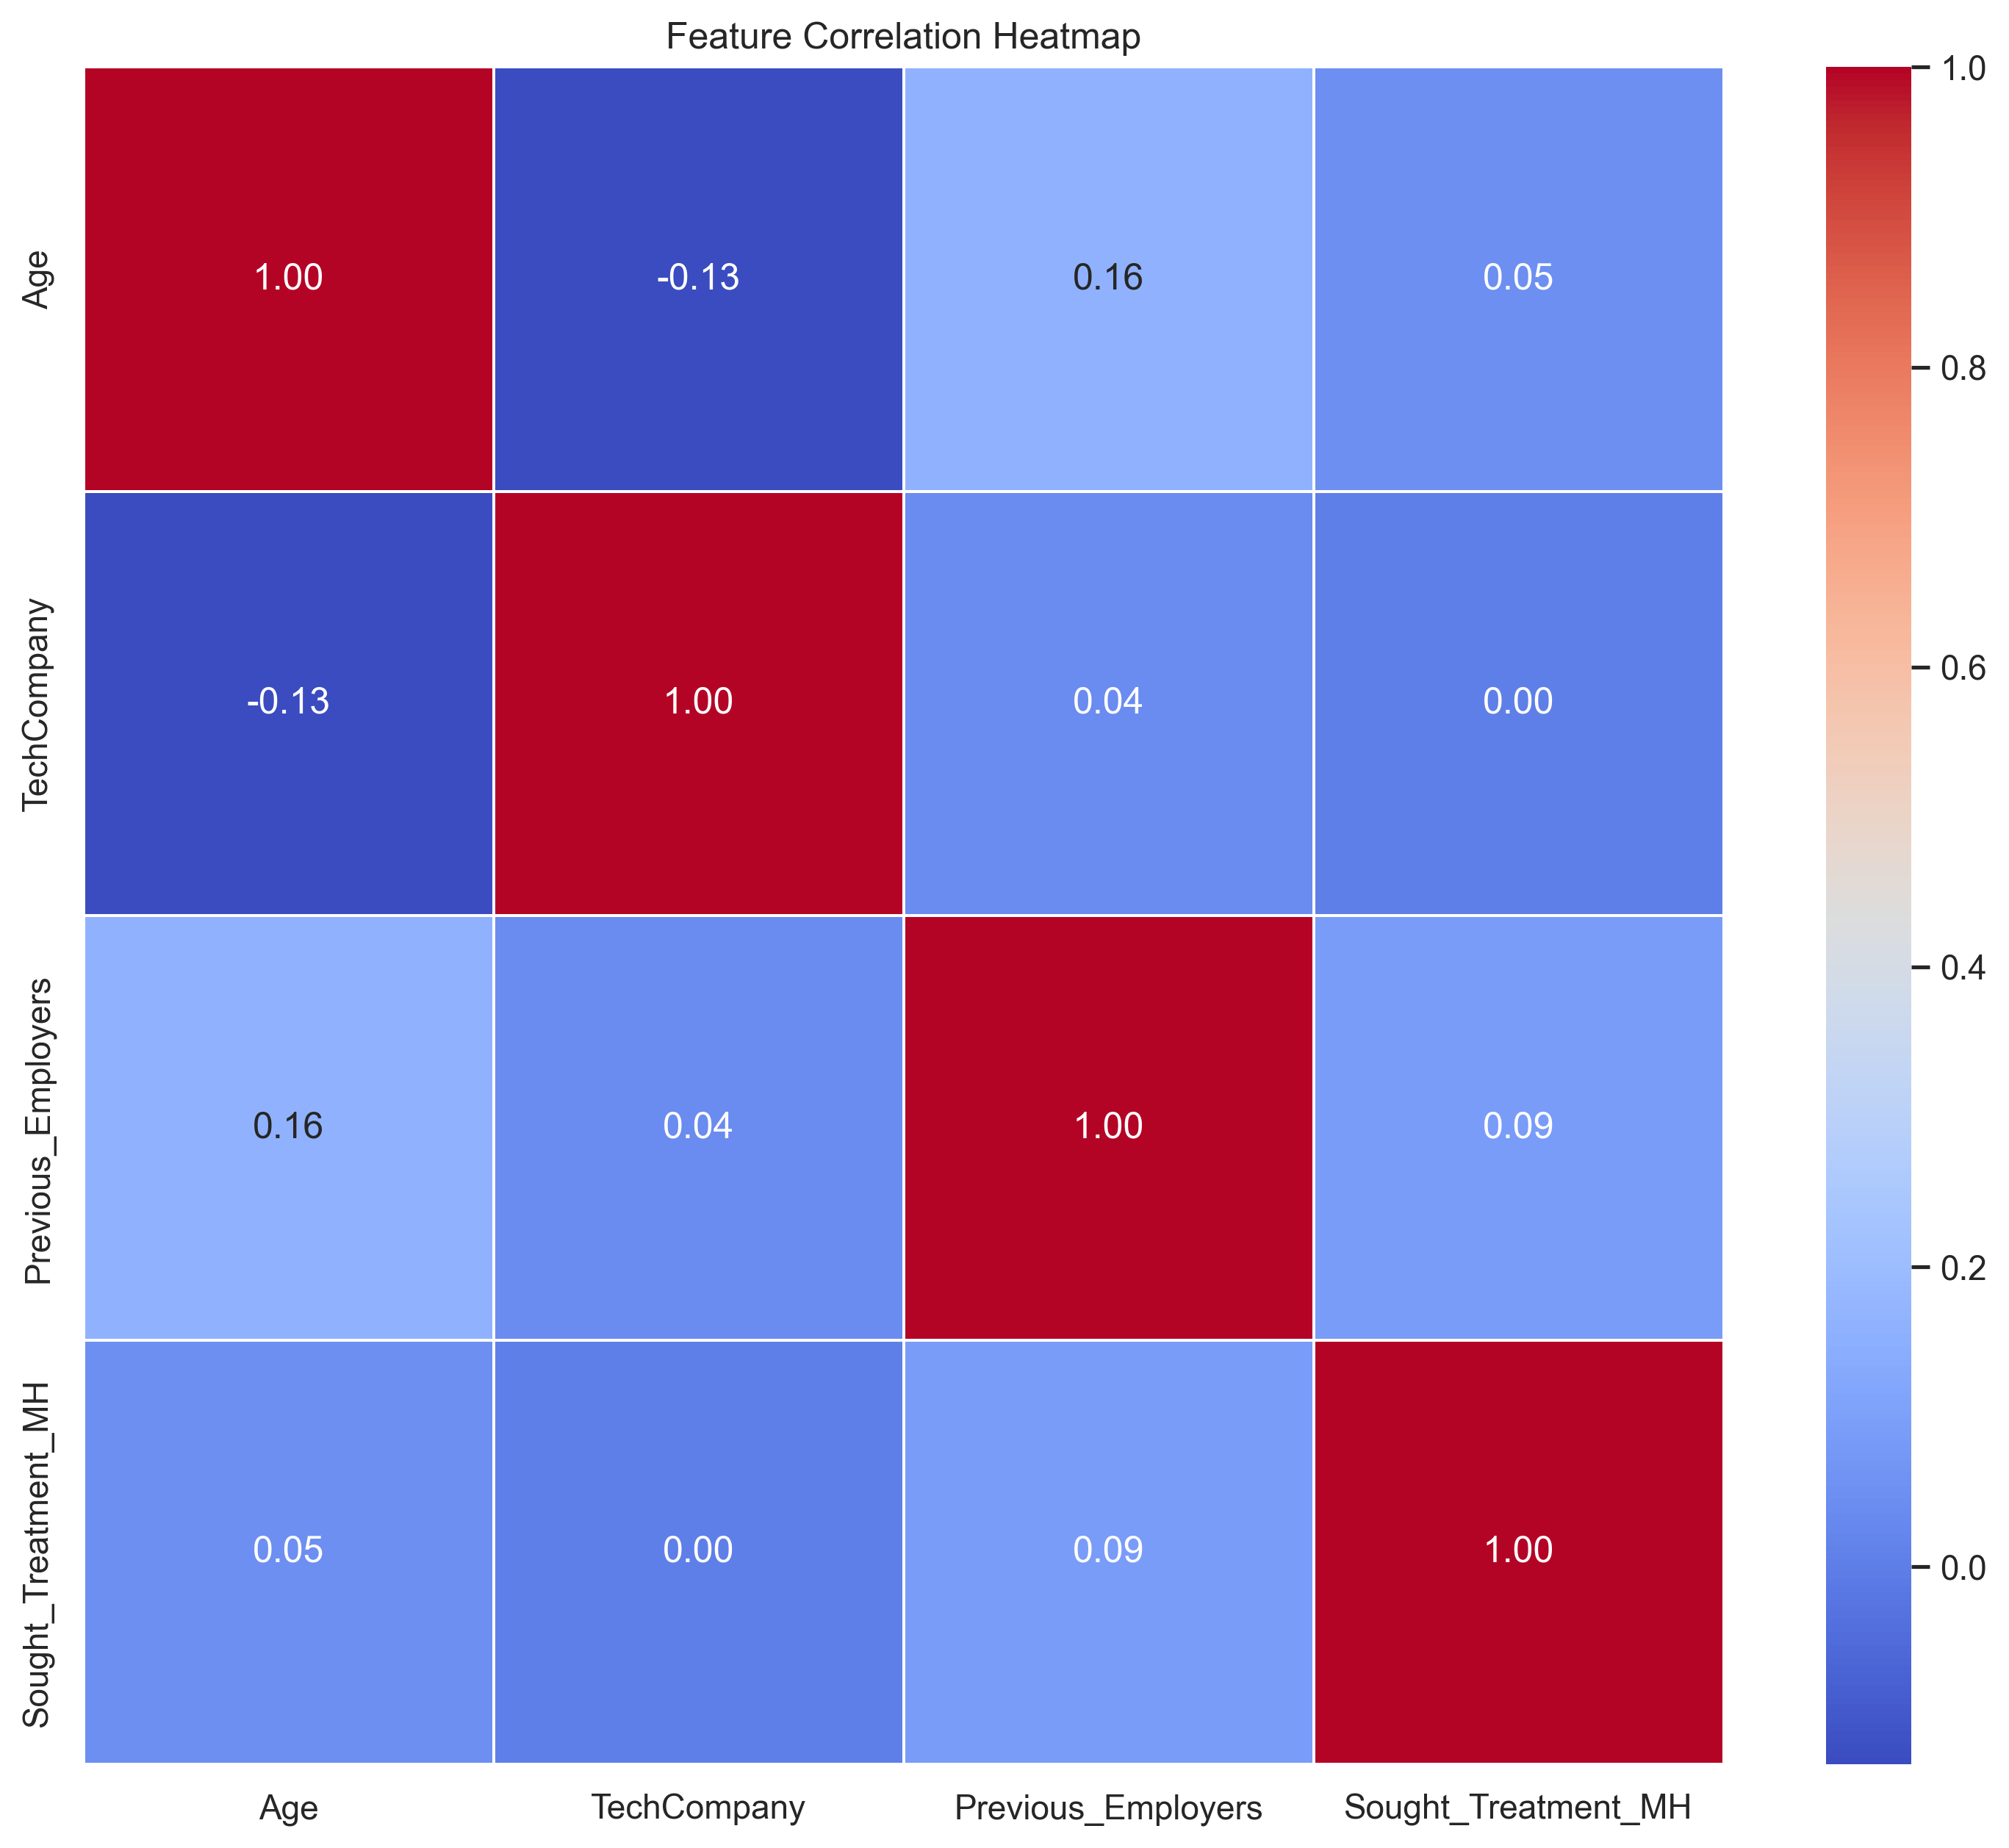 Feature Correlation Heatmap
Age
1.00
-0.13
0.16
0.05
TechCompany
-0.13
1.00
0.04
0.00
Previous_Employers
0.16
0.04
1.00
0.09
Sought_Treatment_MH
0.05
0.00
0.09
1.00
Age
TechCompany
Previous_Employers
Sought_Treatment_MH
1.0
0.8
0.6
0.4
0.2
0.0